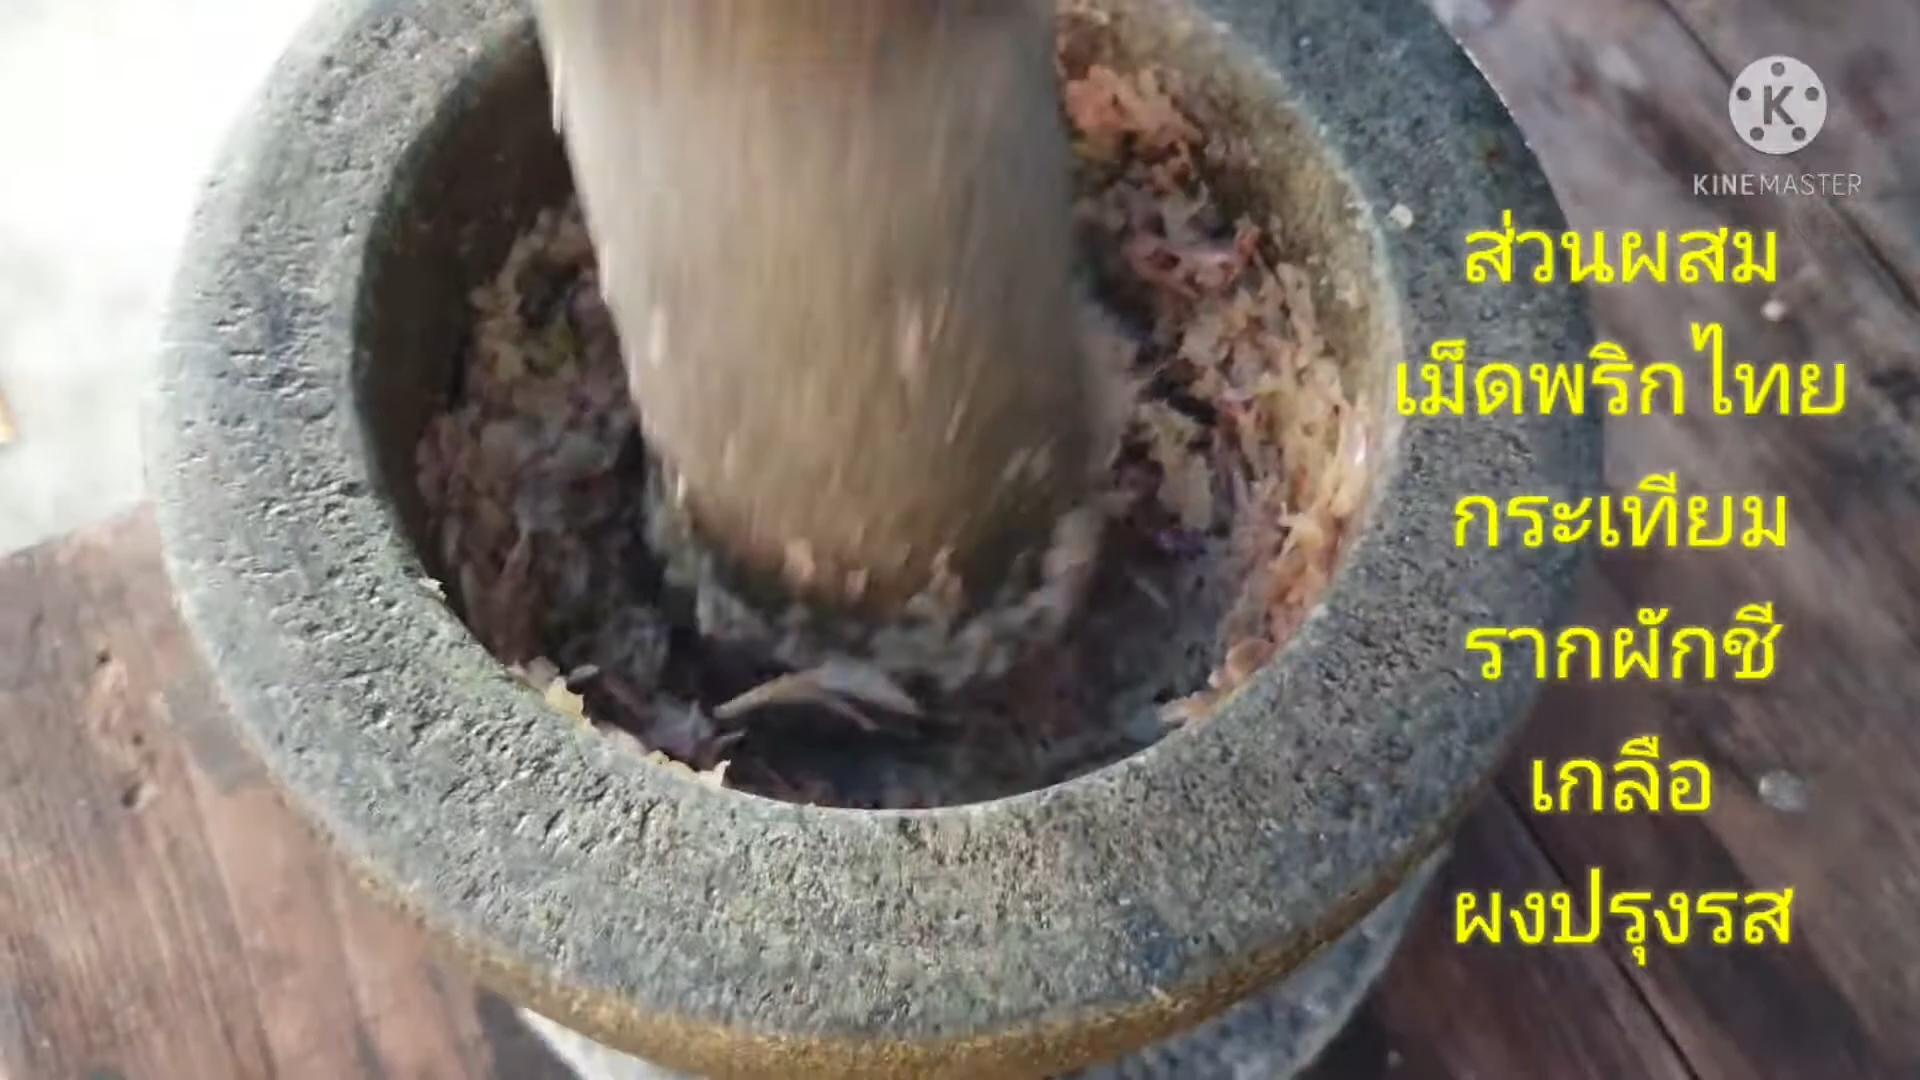 KINEMASTER
ส่วนผสม
เม็ดพริกไทย
กระเทียม
รากผักชี
เกลือ
ผงปรุงรส